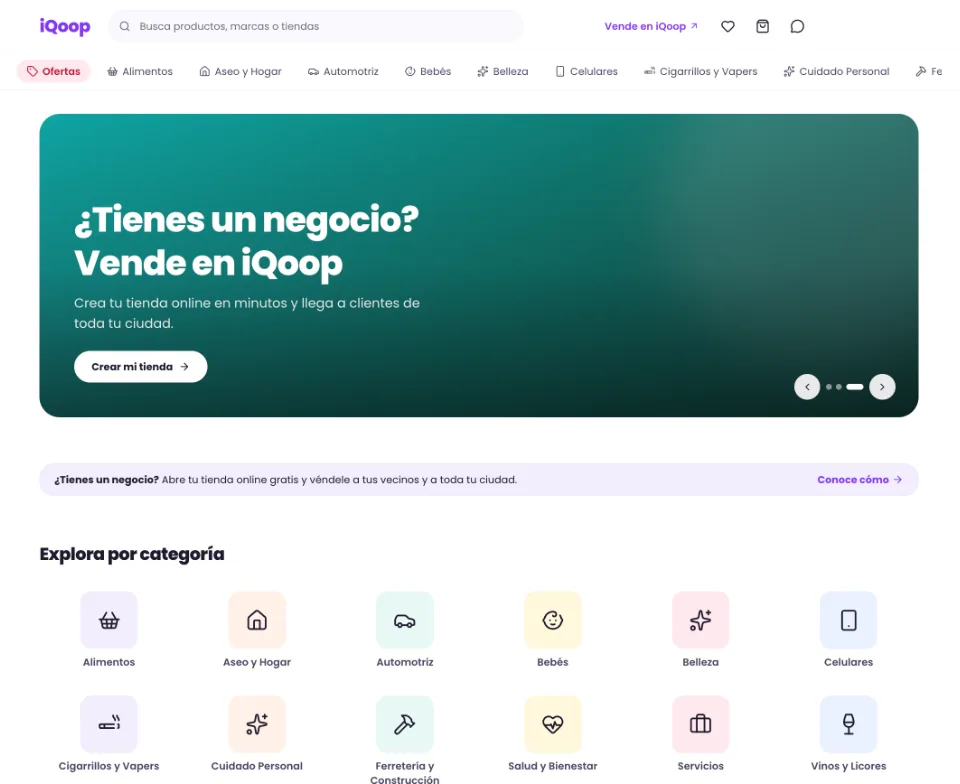 iQoop
Busca productos, marcas o tiendas
Vende en iQoop
Ofertas
Alimentos
Aseo y Hogar
Automotriz
Bebés
Belleza
Celulares
Cigarrillos y Vapers
Cuidado Personal
Fe
¿Tienes un negocio?
Vende en iQoop
Crea tu tienda online en minutos y llega a clientes de
toda tu ciudad.
Crear mi tienda
¿Tienes un negocio? Abre tu tienda online gratis y véndele a tus vecinos y a toda tu ciudad.
Conoce cómo
Explora por categoría
Alimentos
Aseo y Hogar
Automotriz
Bebés
Belleza
Celulares
Cigarrillos y Vapers
Cuidado Personal
Ferretería y
Construcción
Salud y Bienestar
Servicios
Vinos y Licores